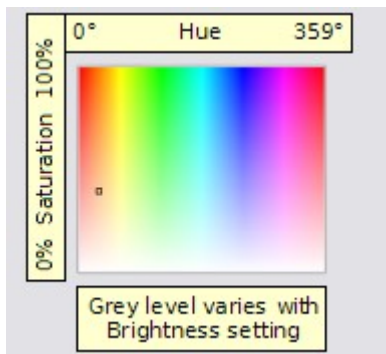 0° Hue 359°
0% Saturation 100%
Grey level varies with
Brightness setting